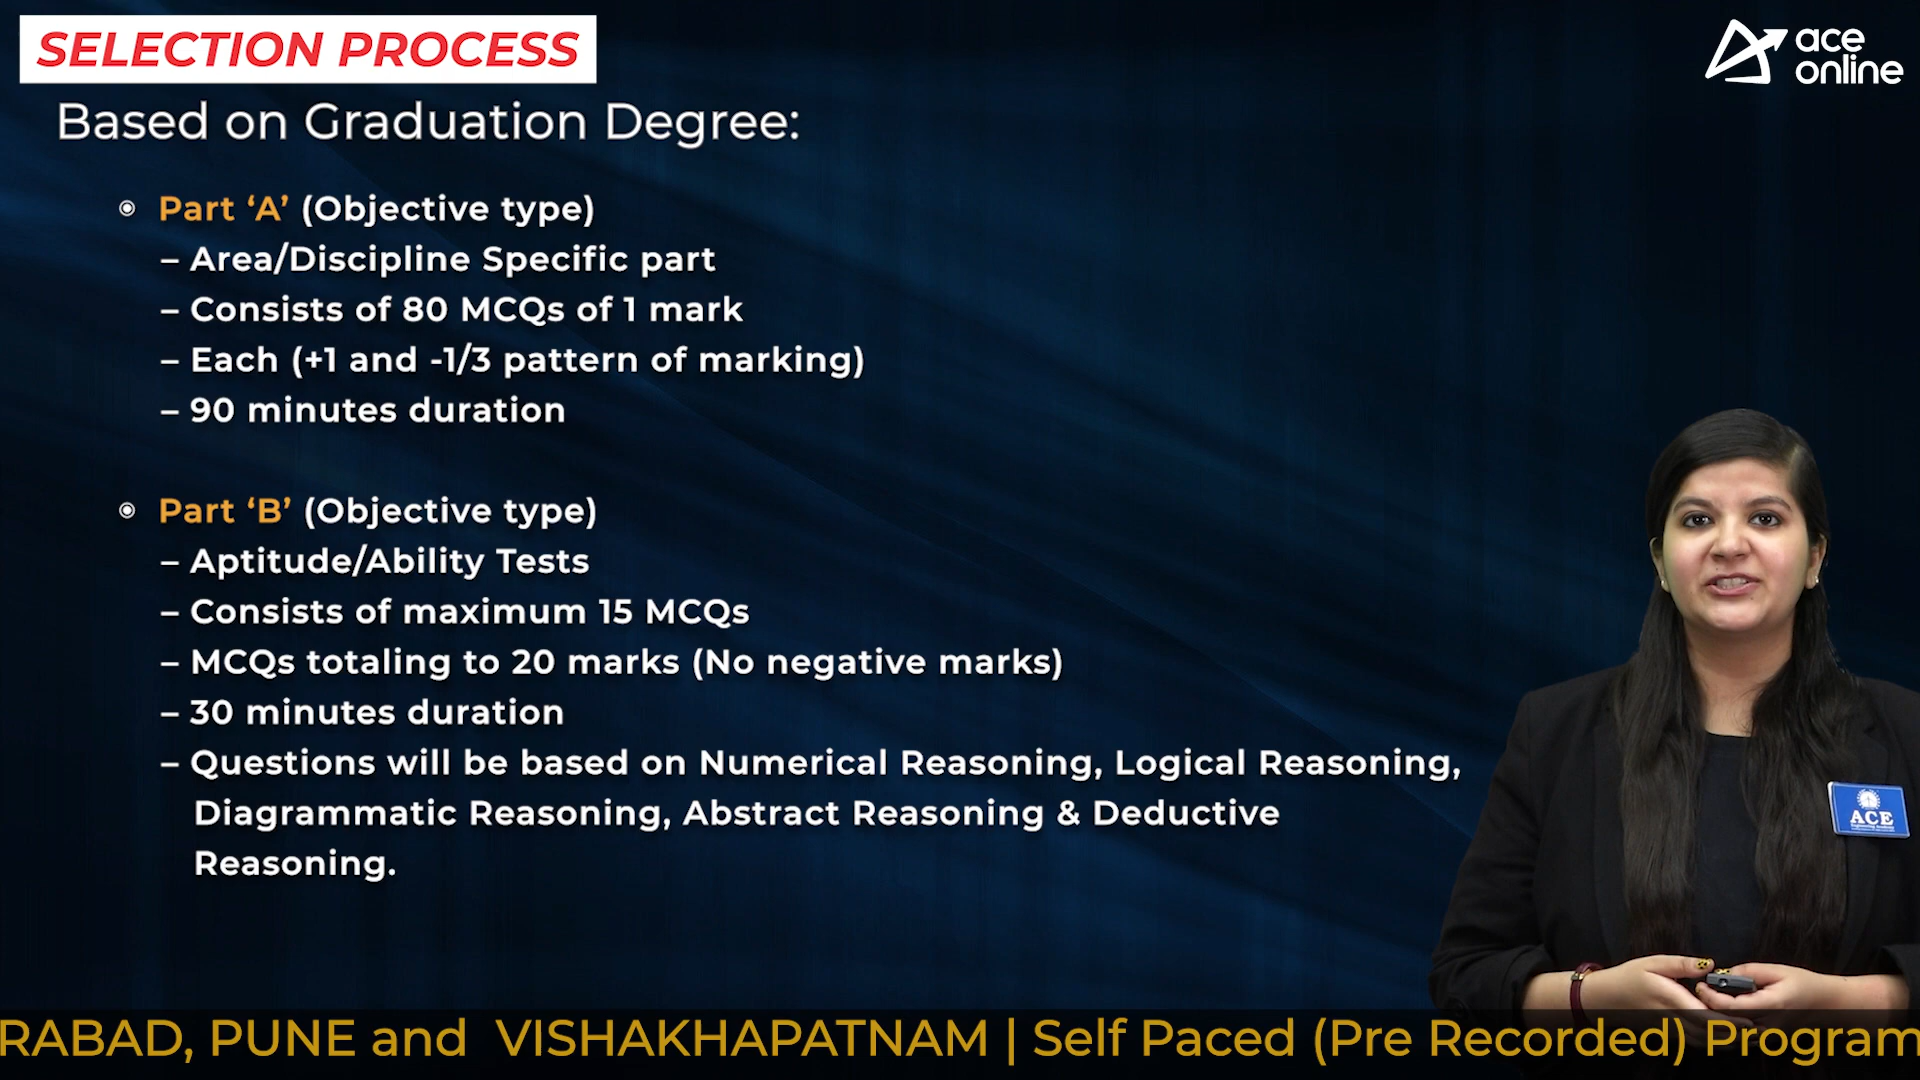 SELECTION PROCESS
ace
online
Based on Graduation Degree:
Part ‘A’ (Objective type)
– Area/Discipline Specific part
– Consists of 80 MCQs of 1 mark
– Each (+1 and -1/3 pattern of marking)
– 90 minutes duration
Part ‘B’ (Objective type)
– Aptitude/Ability Tests
– Consists of maximum 15 MCQs
– MCQs totaling to 20 marks (No negative marks)
– 30 minutes duration
– Questions will be based on Numerical Reasoning, Logical Reasoning,
Diagrammatic Reasoning, Abstract Reasoning & Deductive
Reasoning.
ACE
RABAD, PUNE and VISHAKHAPATNAM | Self Paced (Pre Recorded) Program